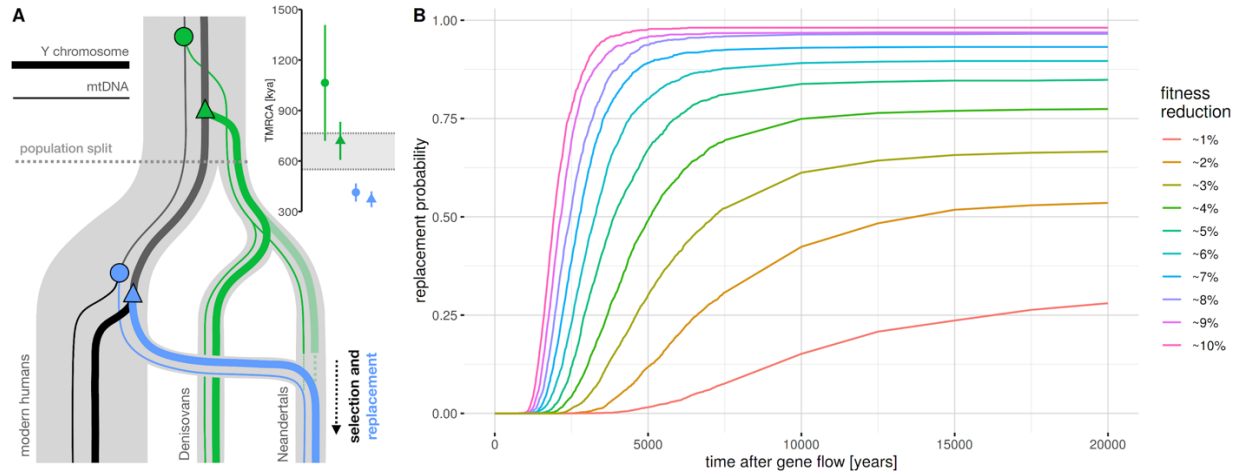 A
Y chromosome
mtDNA
population split
modern humans
Denisovans
Neandertals
selection and
replacement
TMRCA [kya]
1500
1200
900
600
300
B
replacement probability
1.00
0.75
0.50
0.25
0.00
0
5000
10000
15000
20000
time after gene flow [years]
fitness
reduction
~1%
~2%
~3%
~4%
~5%
~6%
~7%
~8%
~9%
~10%